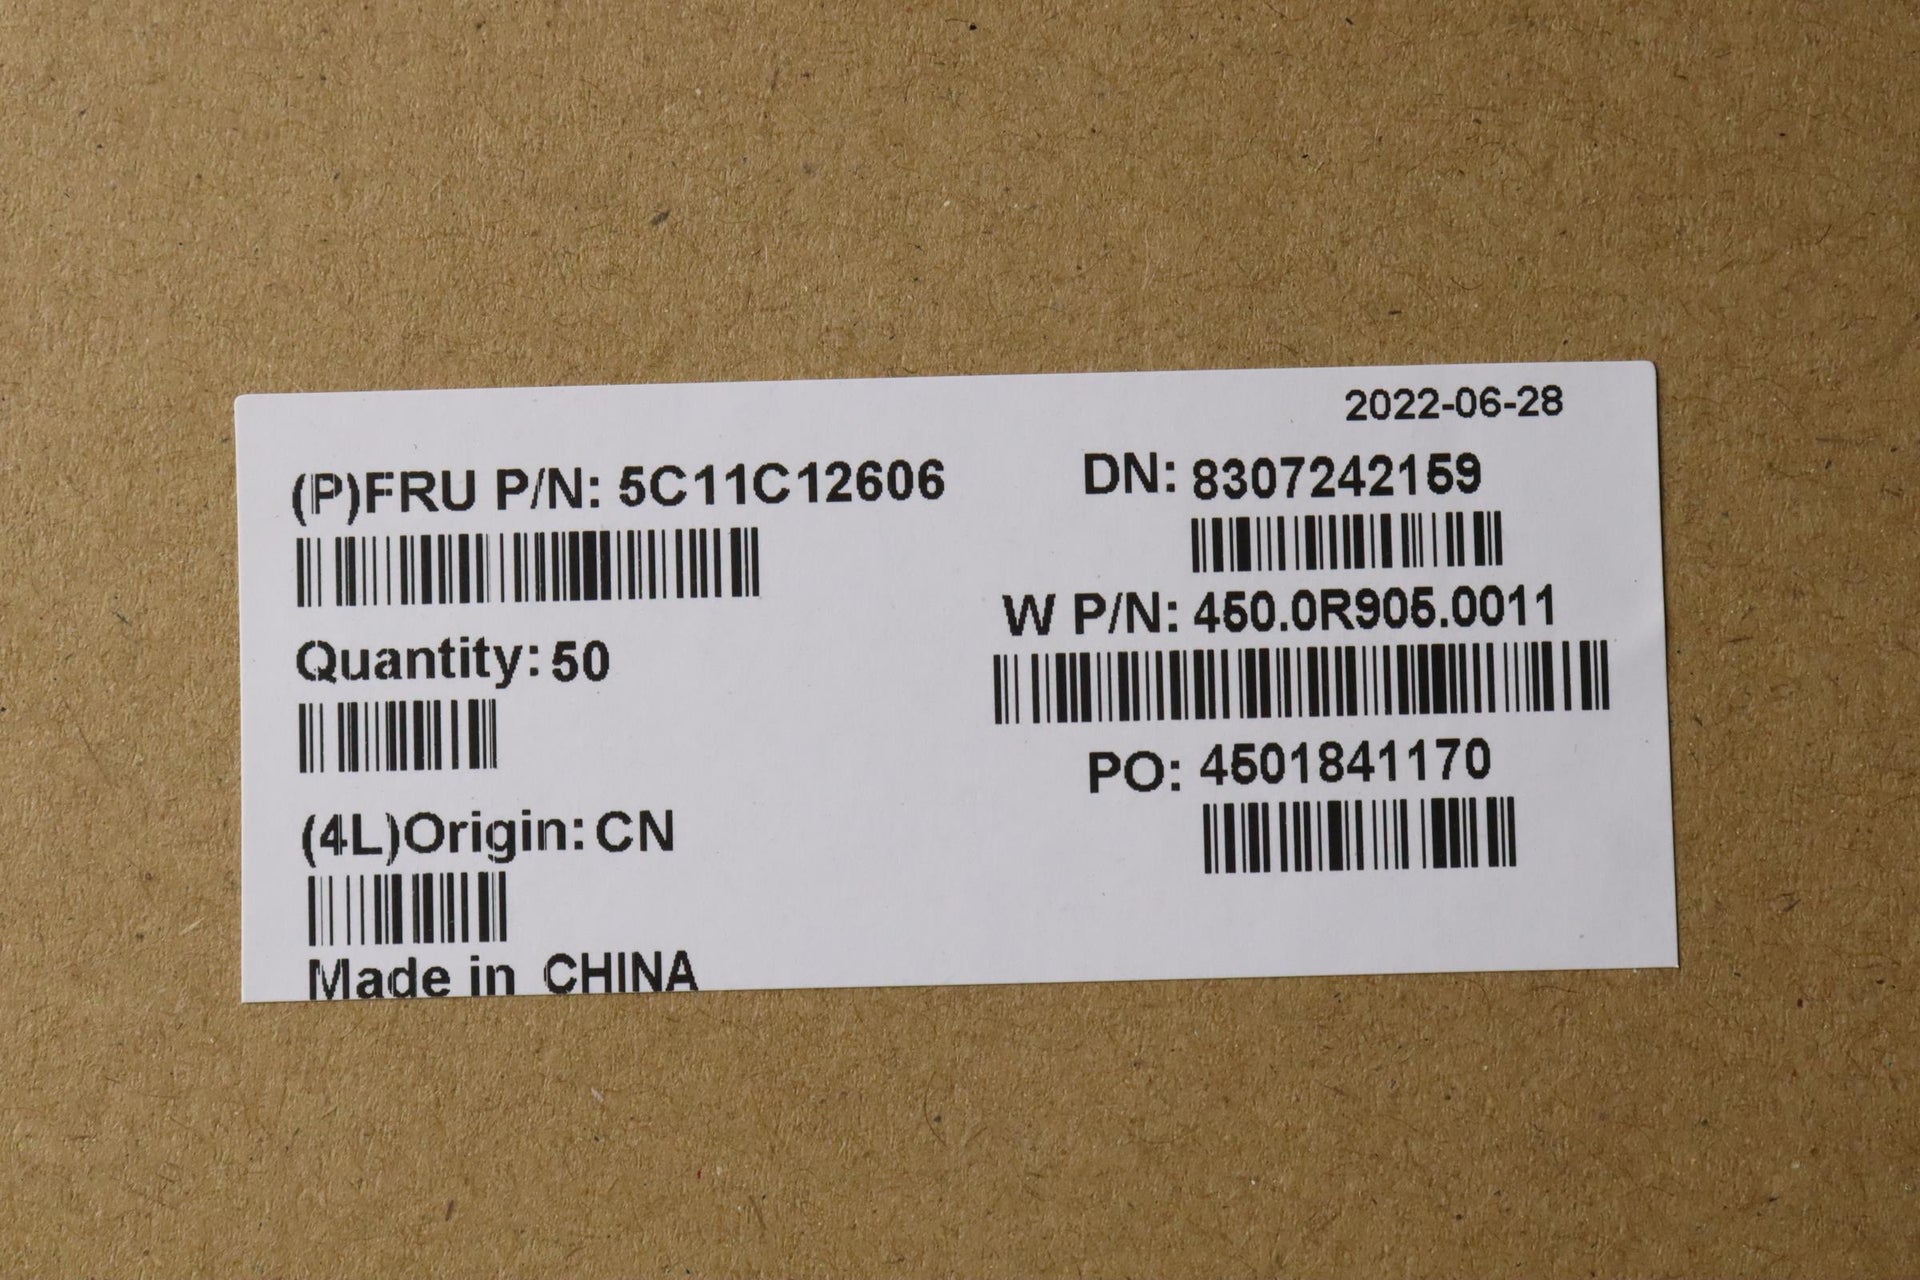 2022-06-28
(P)FRU P/N: 5C11C12606
DN: 8307242159
W P/N: 450.0R905.0011
Quantity: 50
PO: 4501841170
(4L)Origin: CN
Made in CHINA